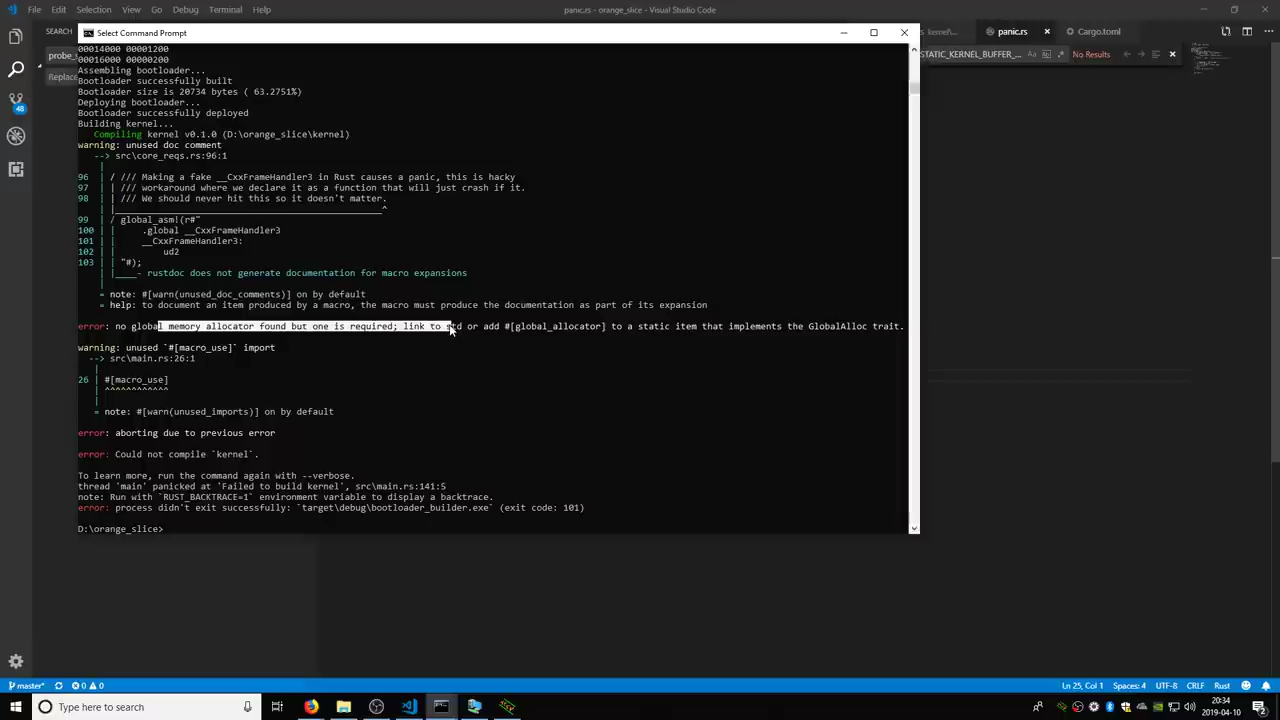 File Edit Selection View Go Debug Terminal Help panic.rs - orange_slice - Visual Studio Code
SEARCH
kernel\...
panic.rs
Cargo.toml
probe_
Replace
STATIC_KERNEL_BUFFER_...
Aa
No Results
48
Select Command Prompt
00014000 00001200
00016000 00000200
Assembling bootloader...
Bootloader successfully built
Bootloader size is 20734 bytes ( 63.2751%)
Deploying bootloader...
Bootloader successfully deployed
Building kernel...
Compiling kernel v0.1.0 (D:\orange_slice\kernel)
warning: unused doc comment
--> src\core_reqs.rs:96:1
|
96 | / /// Making a fake __CxxFrameHandler3 in Rust causes a panic, this is hacky
97 | | /// workaround where we declare it as a function that will just crash if it.
98 | | /// We should never hit this so it doesn't matter.
| |__________________________________________________^
99 | / global_asm!(r#"
100 | | .global __CxxFrameHandler3
101 | | __CxxFrameHandler3:
102 | | ud2
103 | | "#);
| |____- rustdoc does not generate documentation for macro expansions
|
= note: #[warn(unused_doc_comments)] on by default
= help: to document an item produced by a macro, the macro must produce the documentation as part of its expansion
error: no global memory allocator found but one is required; link to std or add #[global_allocator] to a static item that implements the GlobalAlloc trait.
warning: unused `#[macro_use]` import
--> src\main.rs:26:1
|
26 | #[macro_use]
| ^^^^^^^^^^^^
|
= note: #[warn(unused_imports)] on by default
error: aborting due to previous error
error: Could not compile `kernel`.
To learn more, run the command again with --verbose.
thread 'main' panicked at 'Failed to build kernel', src\main.rs:141:5
note: Run with `RUST_BACKTRACE=1` environment variable to display a backtrace.
error: process didn't exit successfully: `target\debug\bootloader_builder.exe` (exit code: 101)
D:\orange_slice>
master* 0 0 Ln 25, Col 1 Spaces: 4 UTF-8 CRLF Rust
Type here to search
20:34
2019-04-10